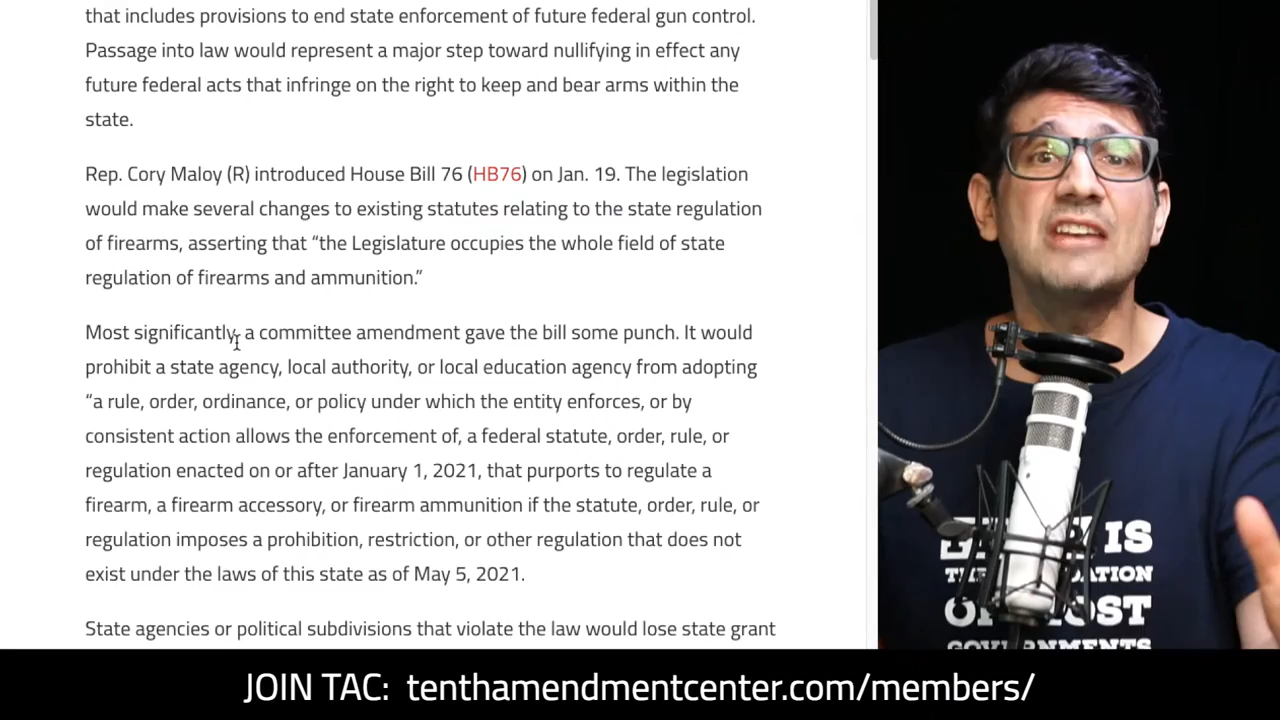 that includes provisions to end state enforcement of future federal gun control.
Passage into law would represent a major step toward nullifying in effect any
future federal acts that infringe on the right to keep and bear arms within the
state.
Rep. Cory Maloy (R) introduced House Bill 76 (HB76) on Jan. 19. The legislation
would make several changes to existing statutes relating to the state regulation
of firearms, asserting that “the Legislature occupies the whole field of state
regulation of firearms and ammunition.”
Most significantly, a committee amendment gave the bill some punch. It would
prohibit a state agency, local authority, or local education agency from adopting
“a rule, order, ordinance, or policy under which the entity enforces, or by
consistent action allows the enforcement of, a federal statute, order, rule, or
regulation enacted on or after January 1, 2021, that purports to regulate a
firearm, a firearm accessory, or firearm ammunition if the statute, order, rule, or
regulation imposes a prohibition, restriction, or other regulation that does not
exist under the laws of this state as of May 5, 2021.
State agencies or political subdivisions that violate the law would lose state grant
IS
GOVERNMENTS
JOIN TAC: tenthamendmentcenter.com/members/